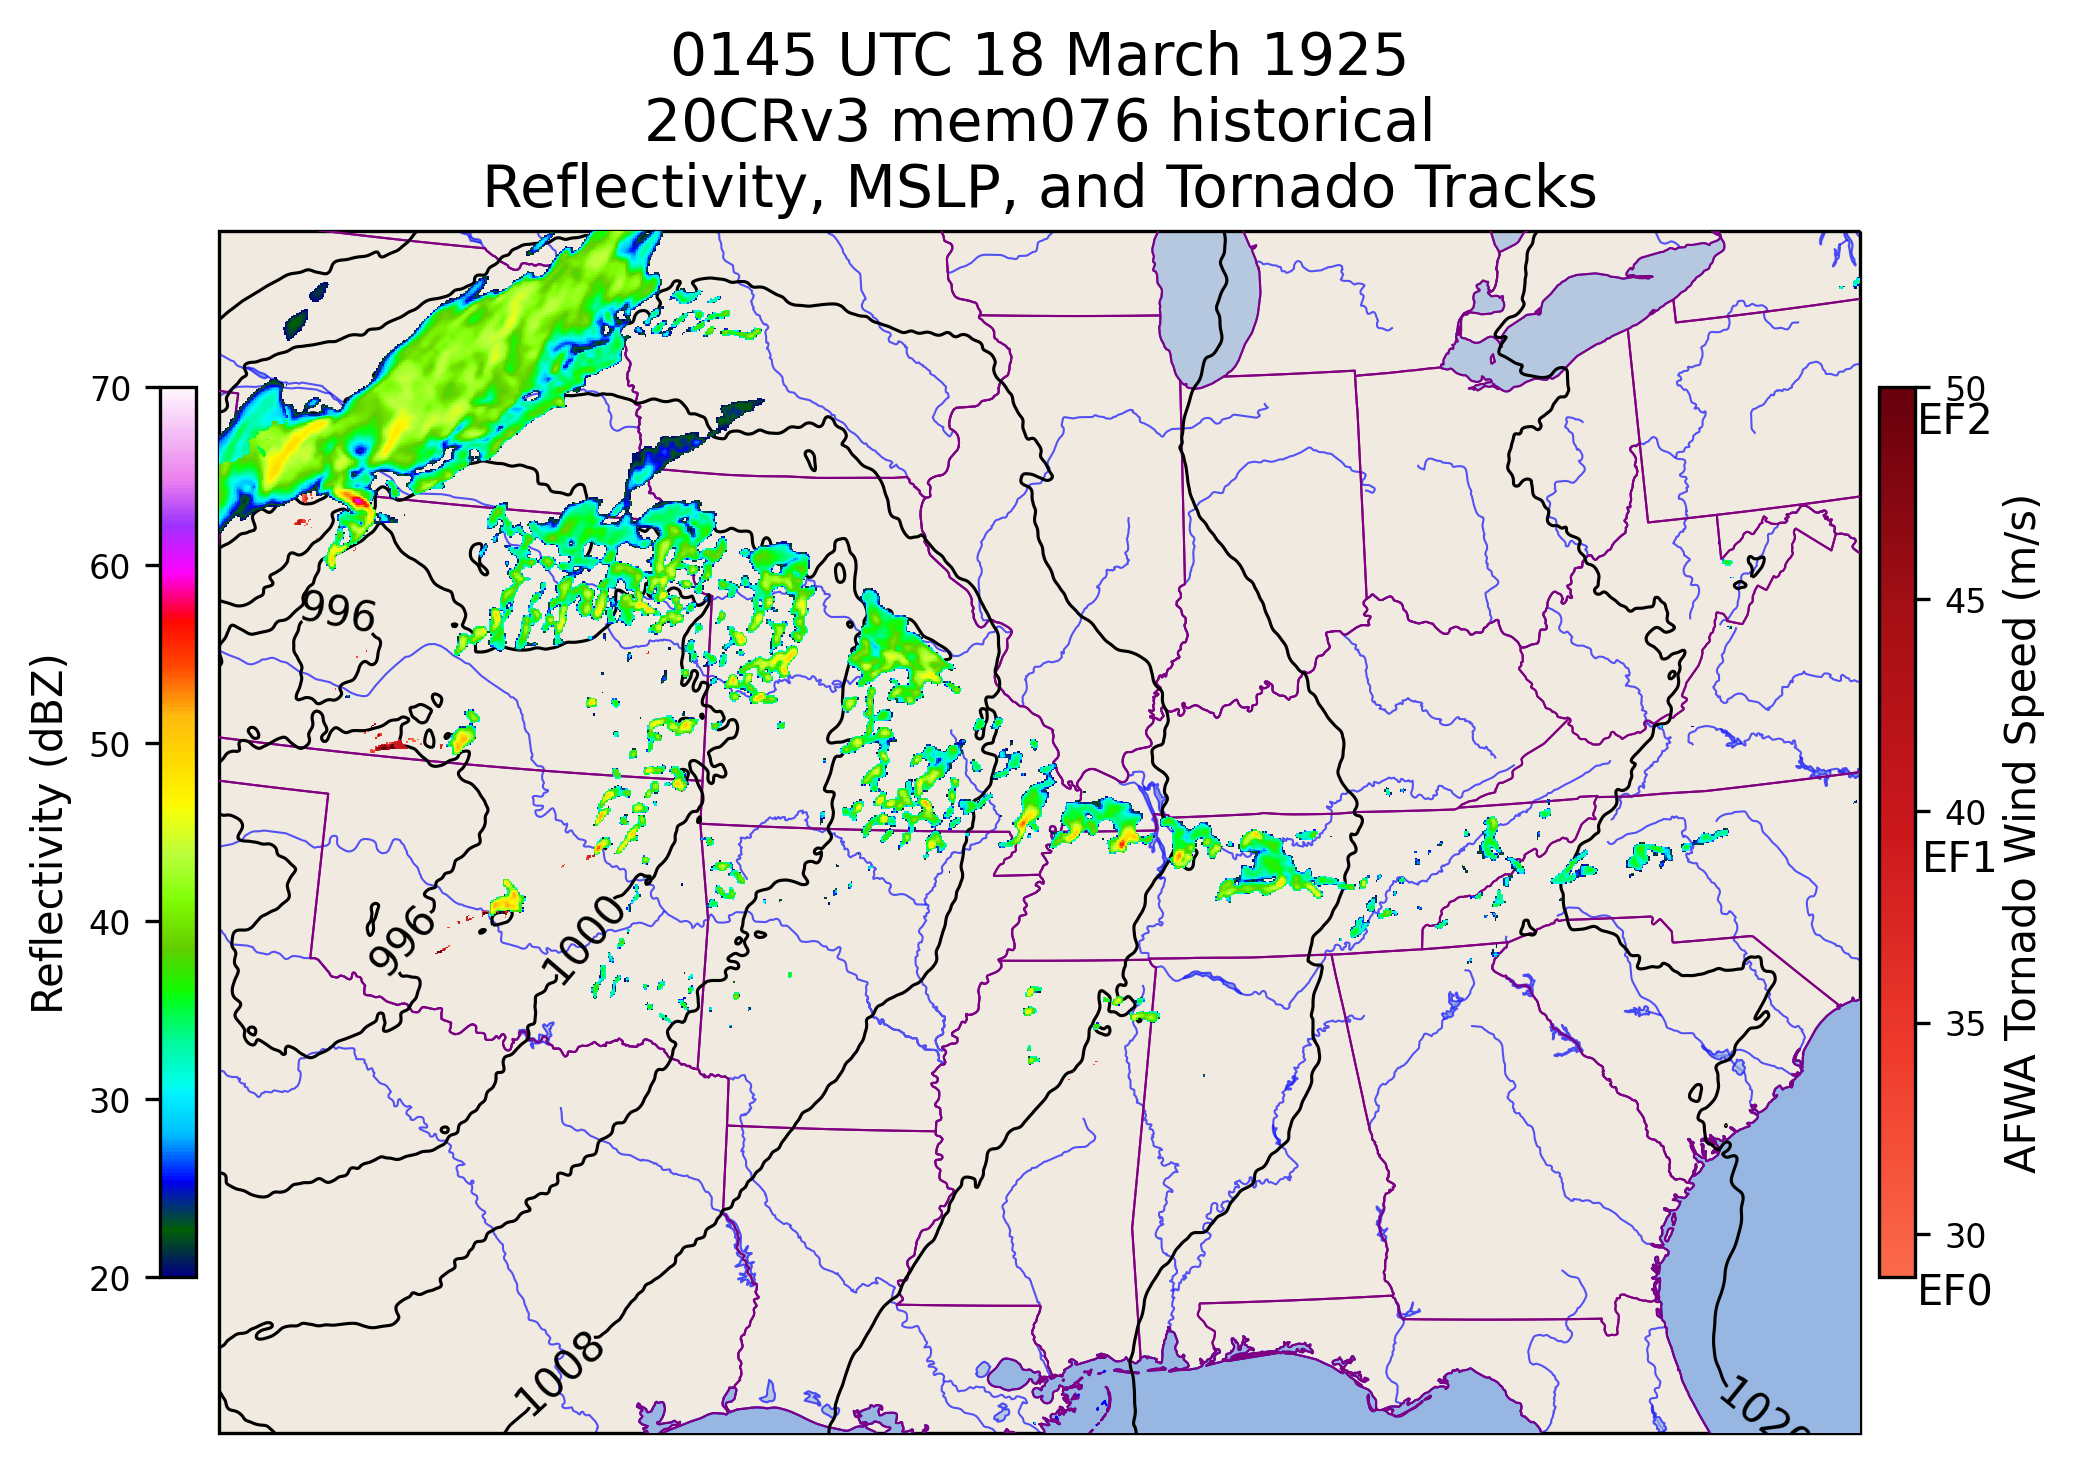 0145 UTC 18 March 1925
20CRv3 mem076 historical
Reflectivity, MSLP, and Tornado Tracks
70
60
50
40
30
20
Reflectivity (dBZ)
996
996
1000
1008
1020
50
EF2
45
40
EF1
35
30
EF0
AFWA Tornado Wind Speed (m/s)